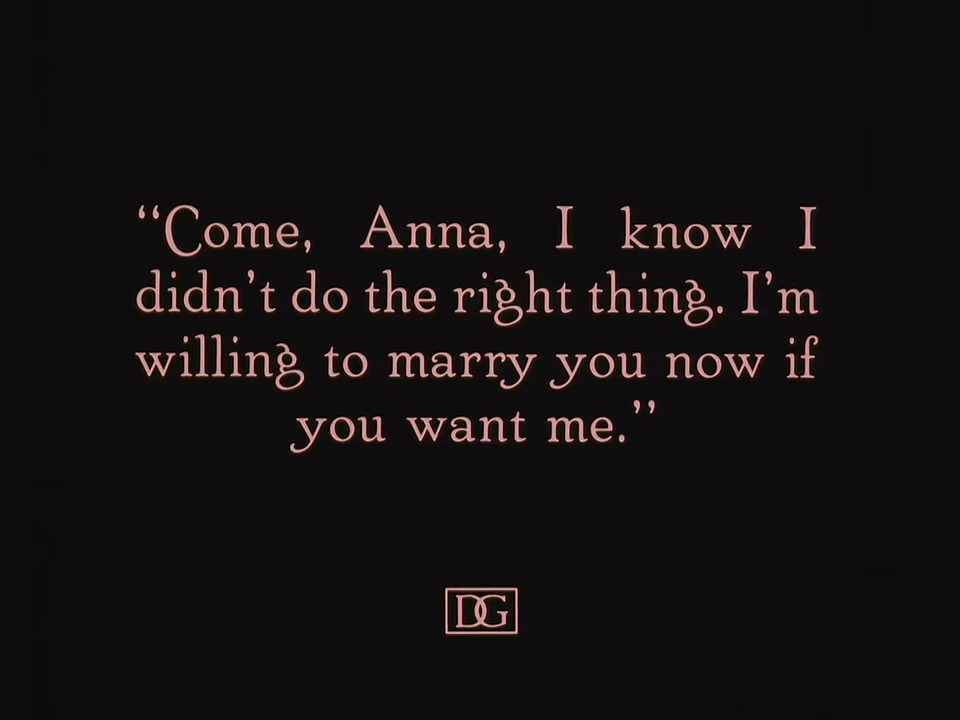 “Come, Anna, I know I
didn’t do the right thing. I’m
willing to marry you now if
you want me.”
DG